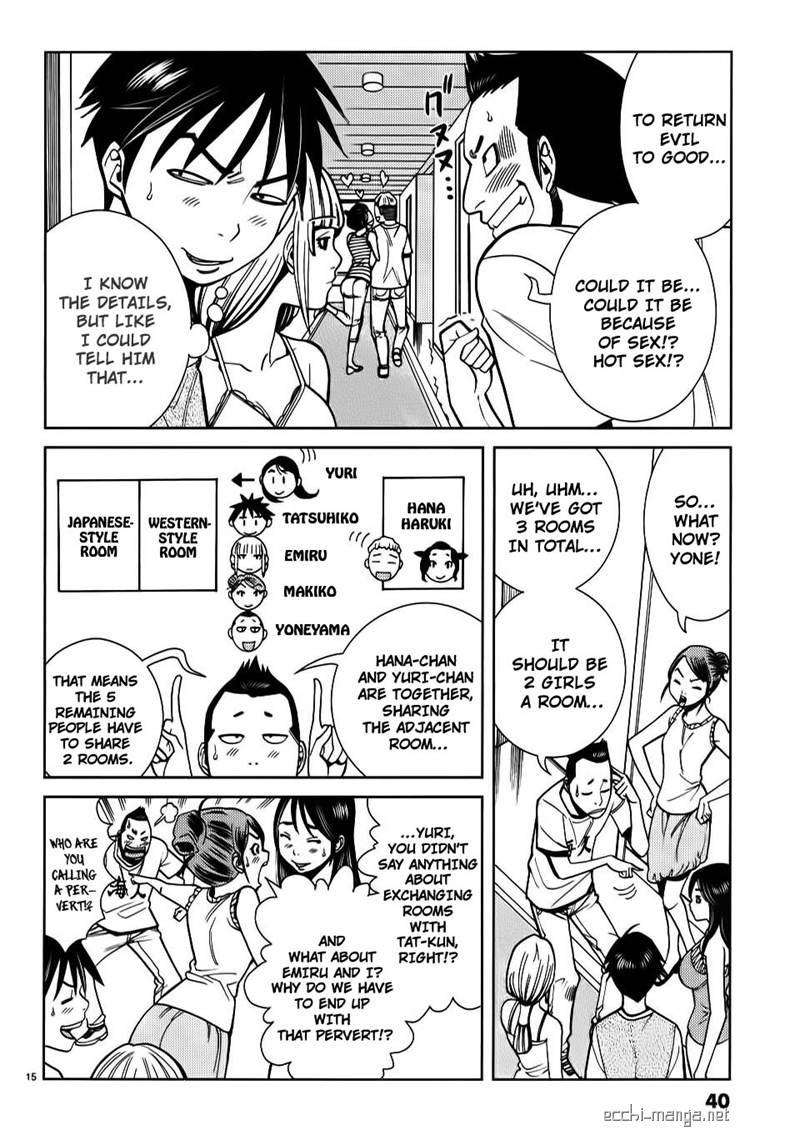 TO RETURN
EVIL
TO GOOD...
グヌヌ...
COULD IT BE...
COULD IT BE
BECAUSE
OF SEX!?
HOT SEX!?
I KNOW
THE DETAILS,
BUT LIKE
I COULD
TELL HIM
THAT...
SO...
WHAT
NOW?
YONE!
UH, UHM...
WE'VE GOT
3 ROOMS
IN TOTAL...
IT
SHOULD BE
2 GIRLS
A ROOM...
YURI
JAPANESE-
STYLE
ROOM
WESTERN-
STYLE
ROOM
TATSUHIKO
HANA
HARUKI
EMIRU
MAKIKO
YONEYAMA
HANA-CHAN
AND
YURI-CHAN
ARE TOGETHER,
SHARING
THE ADJACENT
ROOM...
THAT MEANS
THE 5
REMAINING
PEOPLE HAVE
TO SHARE
2 ROOMS.
...YURI,
YOU DIDN'T
SAY ANYTHING
ABOUT
EXCHANGING
ROOMS
WITH
TAT-KUN,
RIGHT!?
AND
WHAT ABOUT
EMIRU AND I?
WHY DO WE
HAVE TO
END UP
WITH
THAT PERVERT!?
WHO ARE
YOU
CALLING
A PER-
VERT!?
15
40
ecchi-manga.net